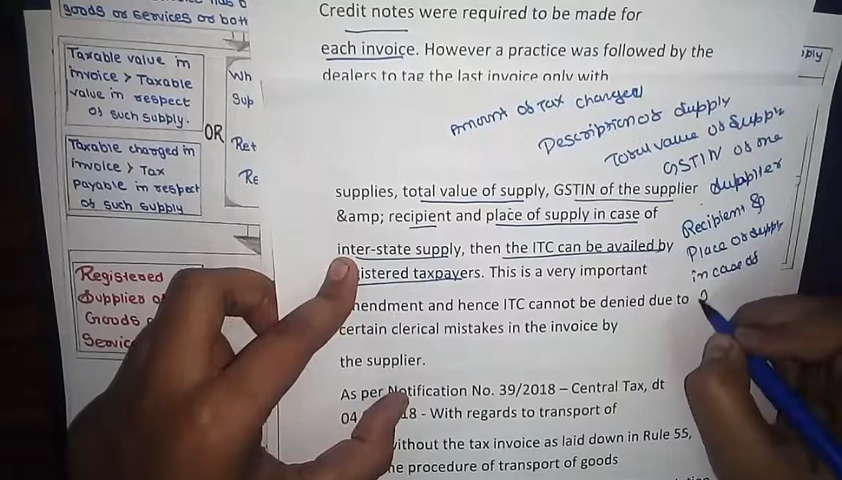 goods or services or both
Taxable value in
invoice > Taxable
value in respect
of such supply.
OR
Taxable charged in
invoice > Tax
payable in respect
of such supply
Wh
Sup
Ret
Re
Registered
Supplies of
Goods
Servic
pply
Credit notes were required to be made for
each invoice. However a practice was followed by the
dealers to tag the last invoice only with
Amount of Tax charged
Description of supply
Total value of supply
GSTIN of one
supplier
Recipient &
Place of supply
in case of
supplies, total value of supply, GSTIN of the supplier
&amp; recipient and place of supply in case of
inter-state supply, then the ITC can be availed by
istered taxpayers. This is a very important
mendment and hence ITC cannot be denied due to
certain clerical mistakes in the invoice by
the supplier.
As per Notification No. 39/2018 – Central Tax, dt
04 18 - With regards to transport of
ithout the tax invoice as laid down in Rule 55,
he procedure of transport of goods